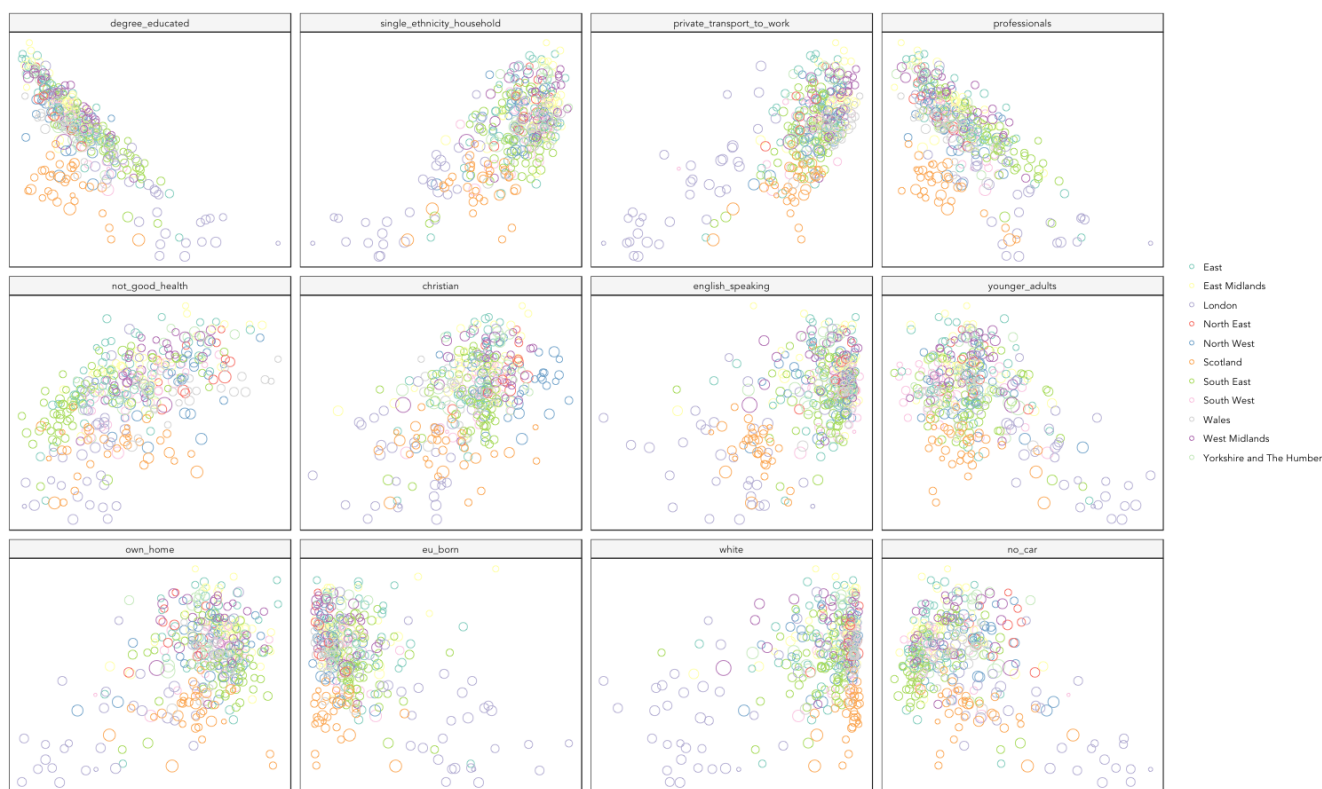 degree_educated
single_ethnicity_household
private_transport_to_work
professionals
not_good_health
christian
english_speaking
younger_adults
own_home
eu_born
white
no_car
East
East Midlands
London
North East
North West
Scotland
South East
South West
Wales
West Midlands
Yorkshire and The Humber